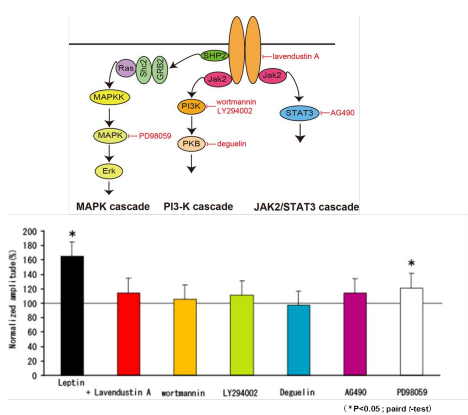 SHP2
lavendustin A
Ras
Shc2
GRB2
Jak2
Jak2
MAPKK
PI3K
wortmannin
LY294002
STAT3
AG490
MAPK
PD98059
PKB
deguelin
Erk
MAPK cascade
PI3-K cascade
JAK2/STAT3 cascade
Normalized amplitude(%)
200
180
160
140
120
100
80
60
40
20
0
*
*
Leptin
+ Lavendustin A
wortmannin
LY294002
Deguelin
AG490
PD98059
(*P<0.05 ; paird t-test)